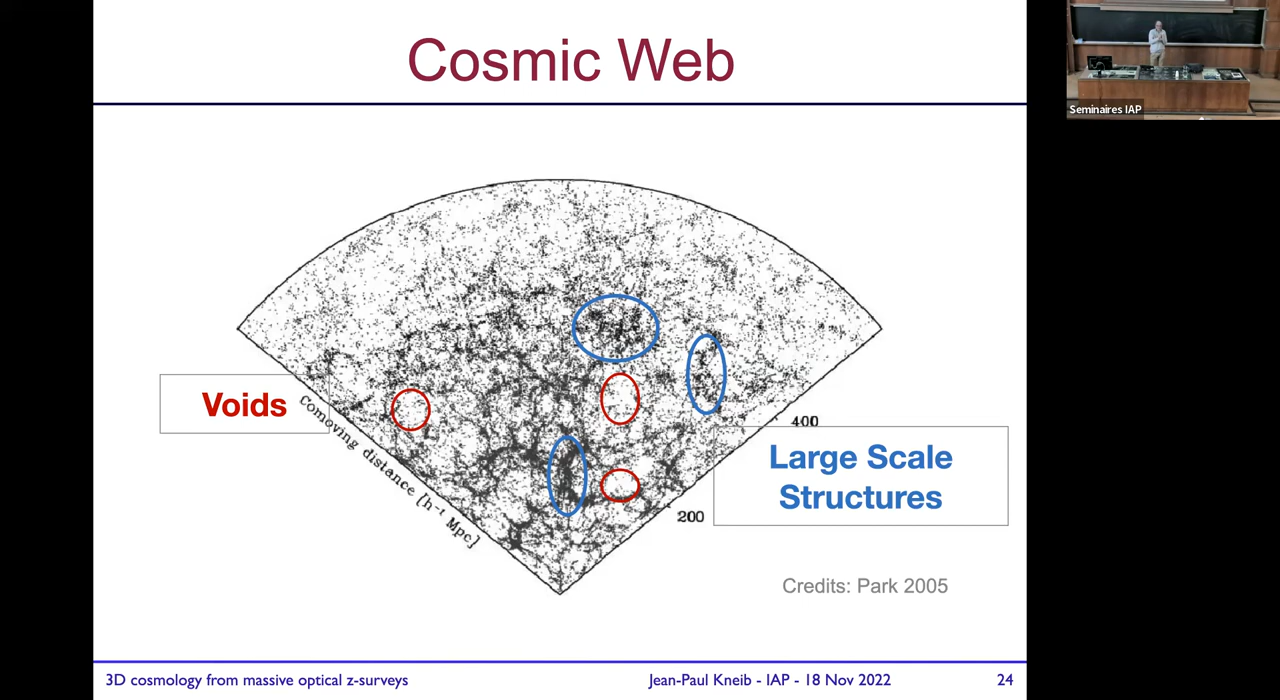 Cosmic Web
Seminaires IAP
Voids
Comoving distance [h⁻¹ Mpc]
400
200
Large Scale
Structures
Credits: Park 2005
3D cosmology from massive optical z-surveys
Jean-Paul Kneib - IAP - 18 Nov 2022
24